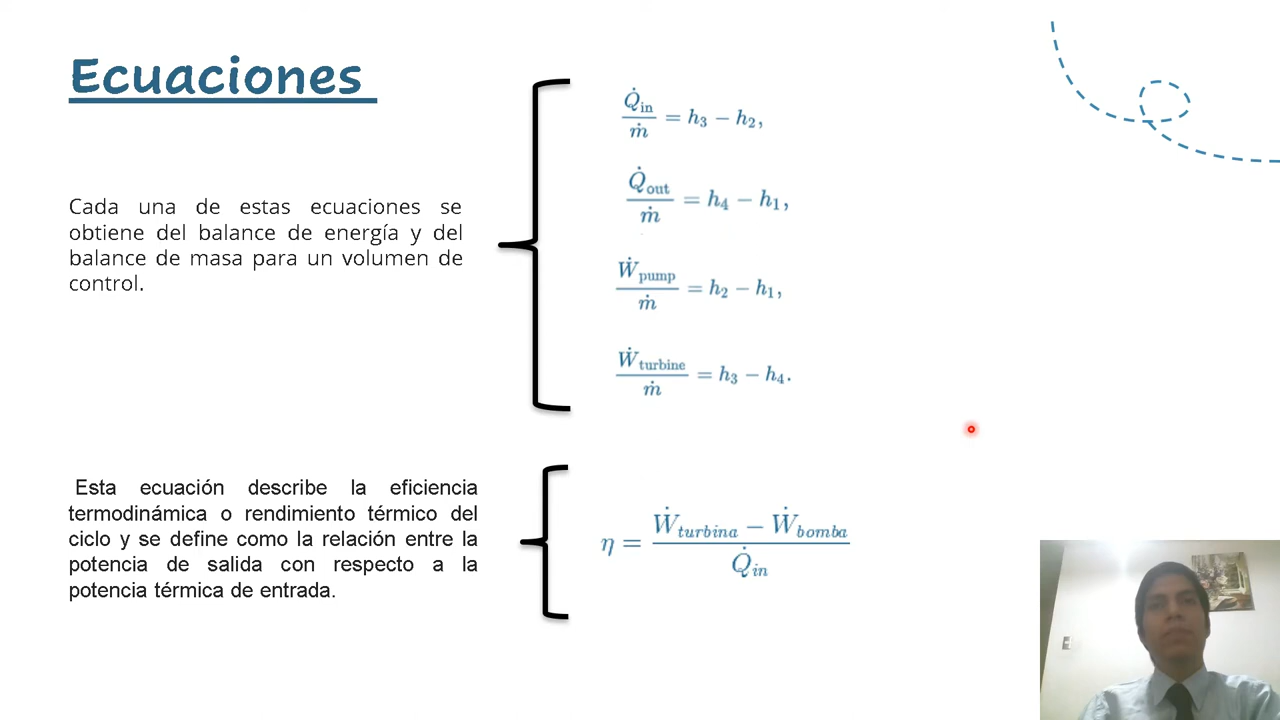 Ecuaciones
Cada una de estas ecuaciones se
obtiene del balance de energía y del
balance de masa para un volumen de
control.
Q̇in/ṁ = h₃ − h₂,
Q̇out/ṁ = h₄ − h₁,
Ẇpump/ṁ = h₂ − h₁,
Ẇturbine/ṁ = h₃ − h₄.
Esta ecuación describe la eficiencia
termodinámica o rendimiento térmico del
ciclo y se define como la relación entre la
potencia de salida con respecto a la
potencia térmica de entrada.
η = (Ẇturbina − Ẇbomba)/Q̇in